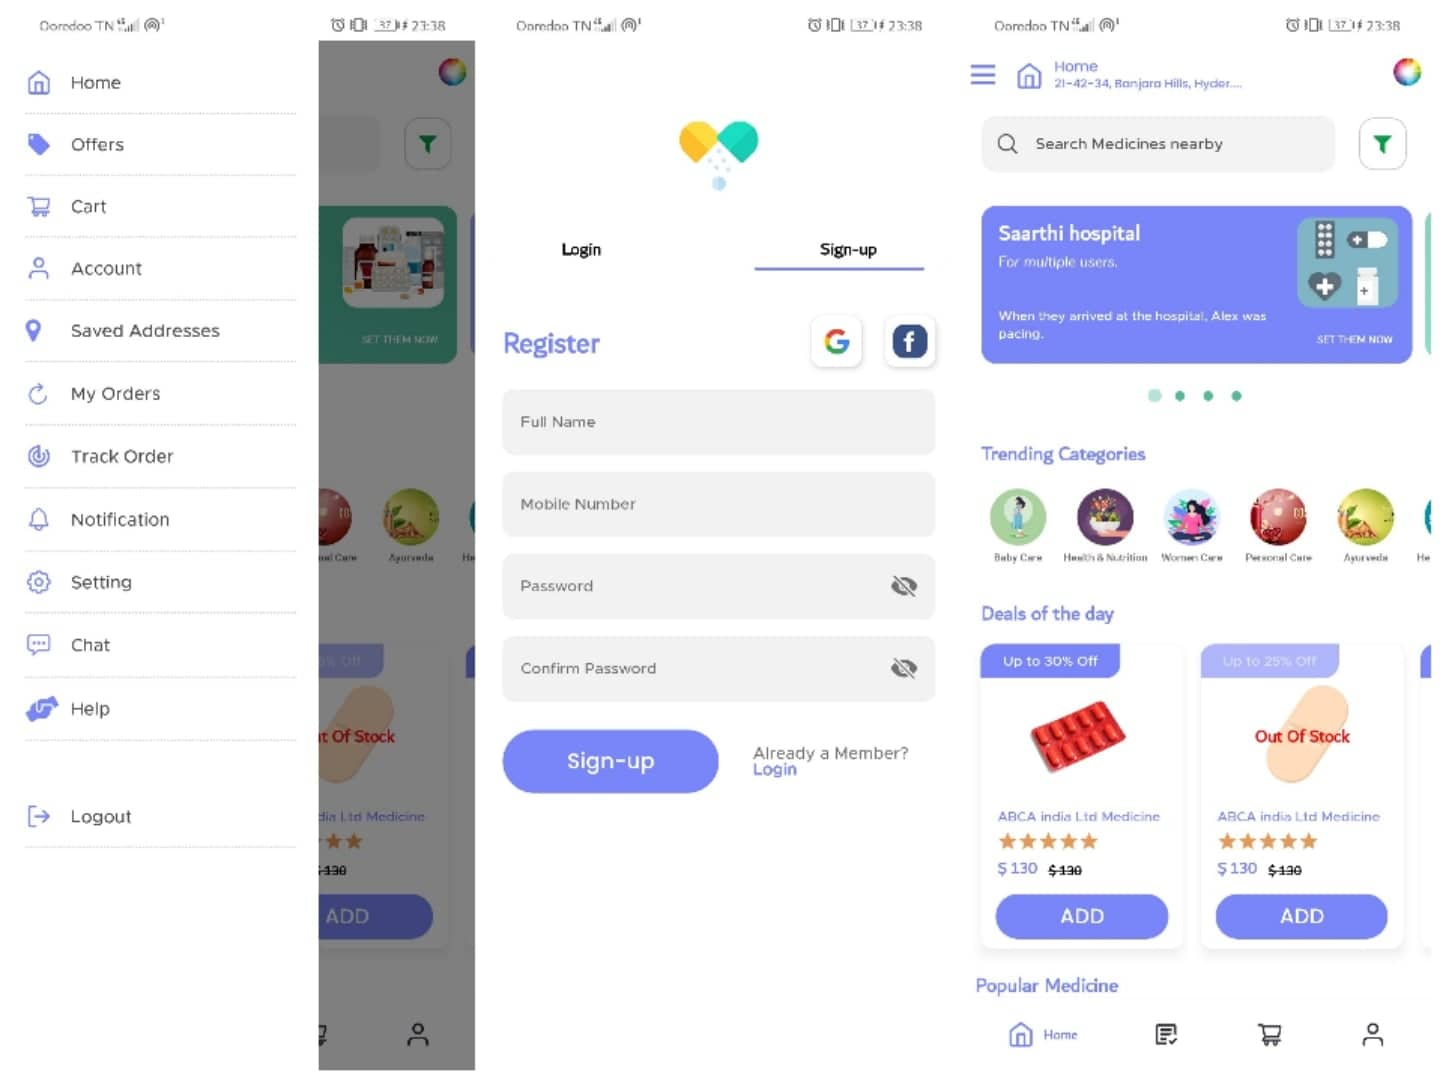 Ooredoo TN
37
23:38
Home
Offers
Cart
Account
Saved Addresses
My Orders
Track Order
Notification
Setting
Chat
Help
Logout
SET THEM NOW
nal Care
Ayurveda
He
% Off
t Of Stock
dia Ltd Medicine
$ 130
ADD
Ooredoo TN
37
23:38
Login
Sign-up
Register
Full Name
Mobile Number
Password
Confirm Password
Sign-up
Already a Member?
Login
Ooredoo TN
37
23:38
Home
21-42-34, Banjara Hills, Hyder....
Search Medicines nearby
Saarthi hospital
For multiple users.
When they arrived at the hospital, Alex was
pacing.
SET THEM NOW
Trending Categories
Baby Care
Health & Nutrition
Women Care
Personal Care
Ayurveda
He
Deals of the day
Up to 30% Off
Up to 25% Off
Out Of Stock
ABCA india Ltd Medicine
ABCA india Ltd Medicine
$ 130 $ 130
$ 130 $ 130
ADD
ADD
Popular Medicine
Home